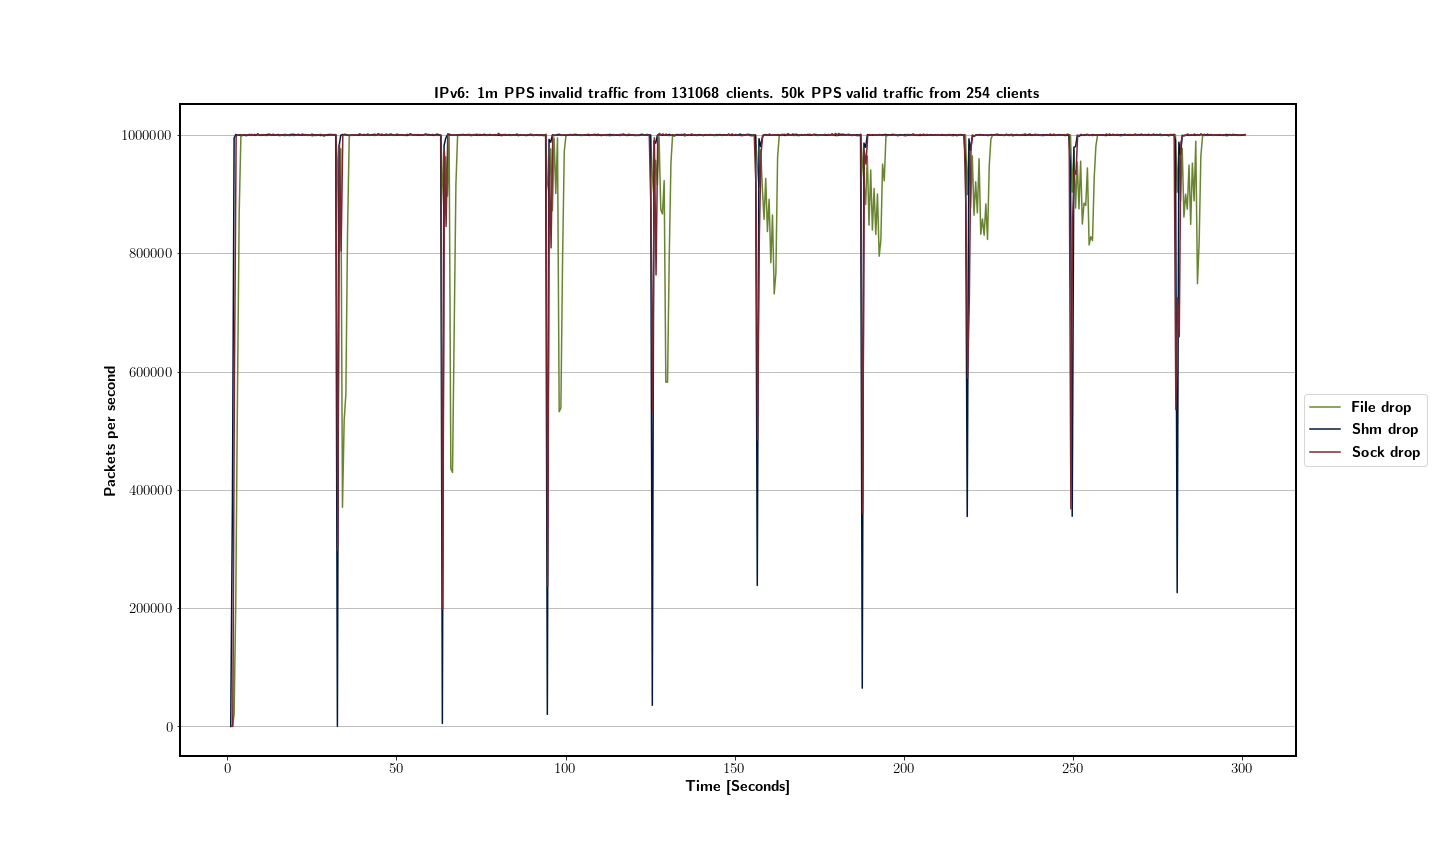 IPv6: 1m PPS invalid traffic from 131068 clients. 50k PPS valid traffic from 254 clients
1000000
800000
600000
400000
200000
0
Packets per second
0 50 100 150 200 250 300
Time [Seconds]
File drop
Shm drop
Sock drop